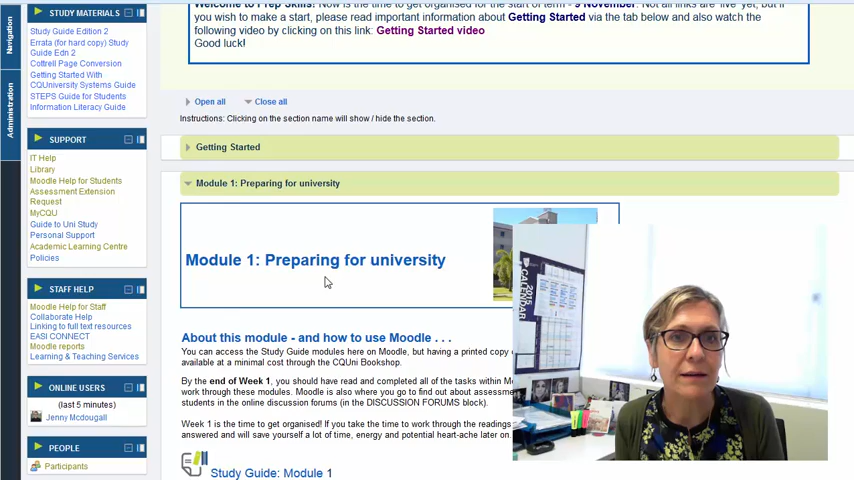 Navigation
Administration
STUDY MATERIALS
Study Guide Edition 2
Errata (for hard copy) Study
Guide Edn 2
Cottrell Page Conversion
Getting Started With
CQUniversity Systems Guide
STEPS Guide for Students
Information Literacy Guide
SUPPORT
IT Help
Library
Moodle Help for Students
Assessment Extension
Request
MyCQU
Guide to Uni Study
Personal Support
Academic Learning Centre
Policies
STAFF HELP
Moodle Help for Staff
Collaborate Help
Linking to full text resources
EASI CONNECT
Moodle reports
Learning & Teaching Services
ONLINE USERS
(last 5 minutes)
Jenny Mcdougall
PEOPLE
Participants
Welcome to Prep Skills! Now is the time to get organised for the start of term - 9 November. Not all links are 'live' yet, but if
you wish to make a start, please read important information about Getting Started via the tab below and also watch the
following video by clicking on this link: Getting Started video
Good luck!
Open all Close all
Instructions: Clicking on the section name will show / hide the section.
Getting Started
Module 1: Preparing for university
Module 1: Preparing for university
About this module - and how to use Moodle . . .
You can access the Study Guide modules here on Moodle, but having a printed copy
available at a minimal cost through the CQUni Bookshop.
By the end of Week 1, you should have read and completed all of the tasks within
work through these modules. Moodle is also where you go to find out about
students in the online discussion forums (in the DISCUSSION FORUMS block).
Week 1 is the time to get organised! If you take the time to work through the
answered and will save yourself a lot of time, energy and potential heart-ache later on.
Study Guide: Module 1
2015
CALENDAR